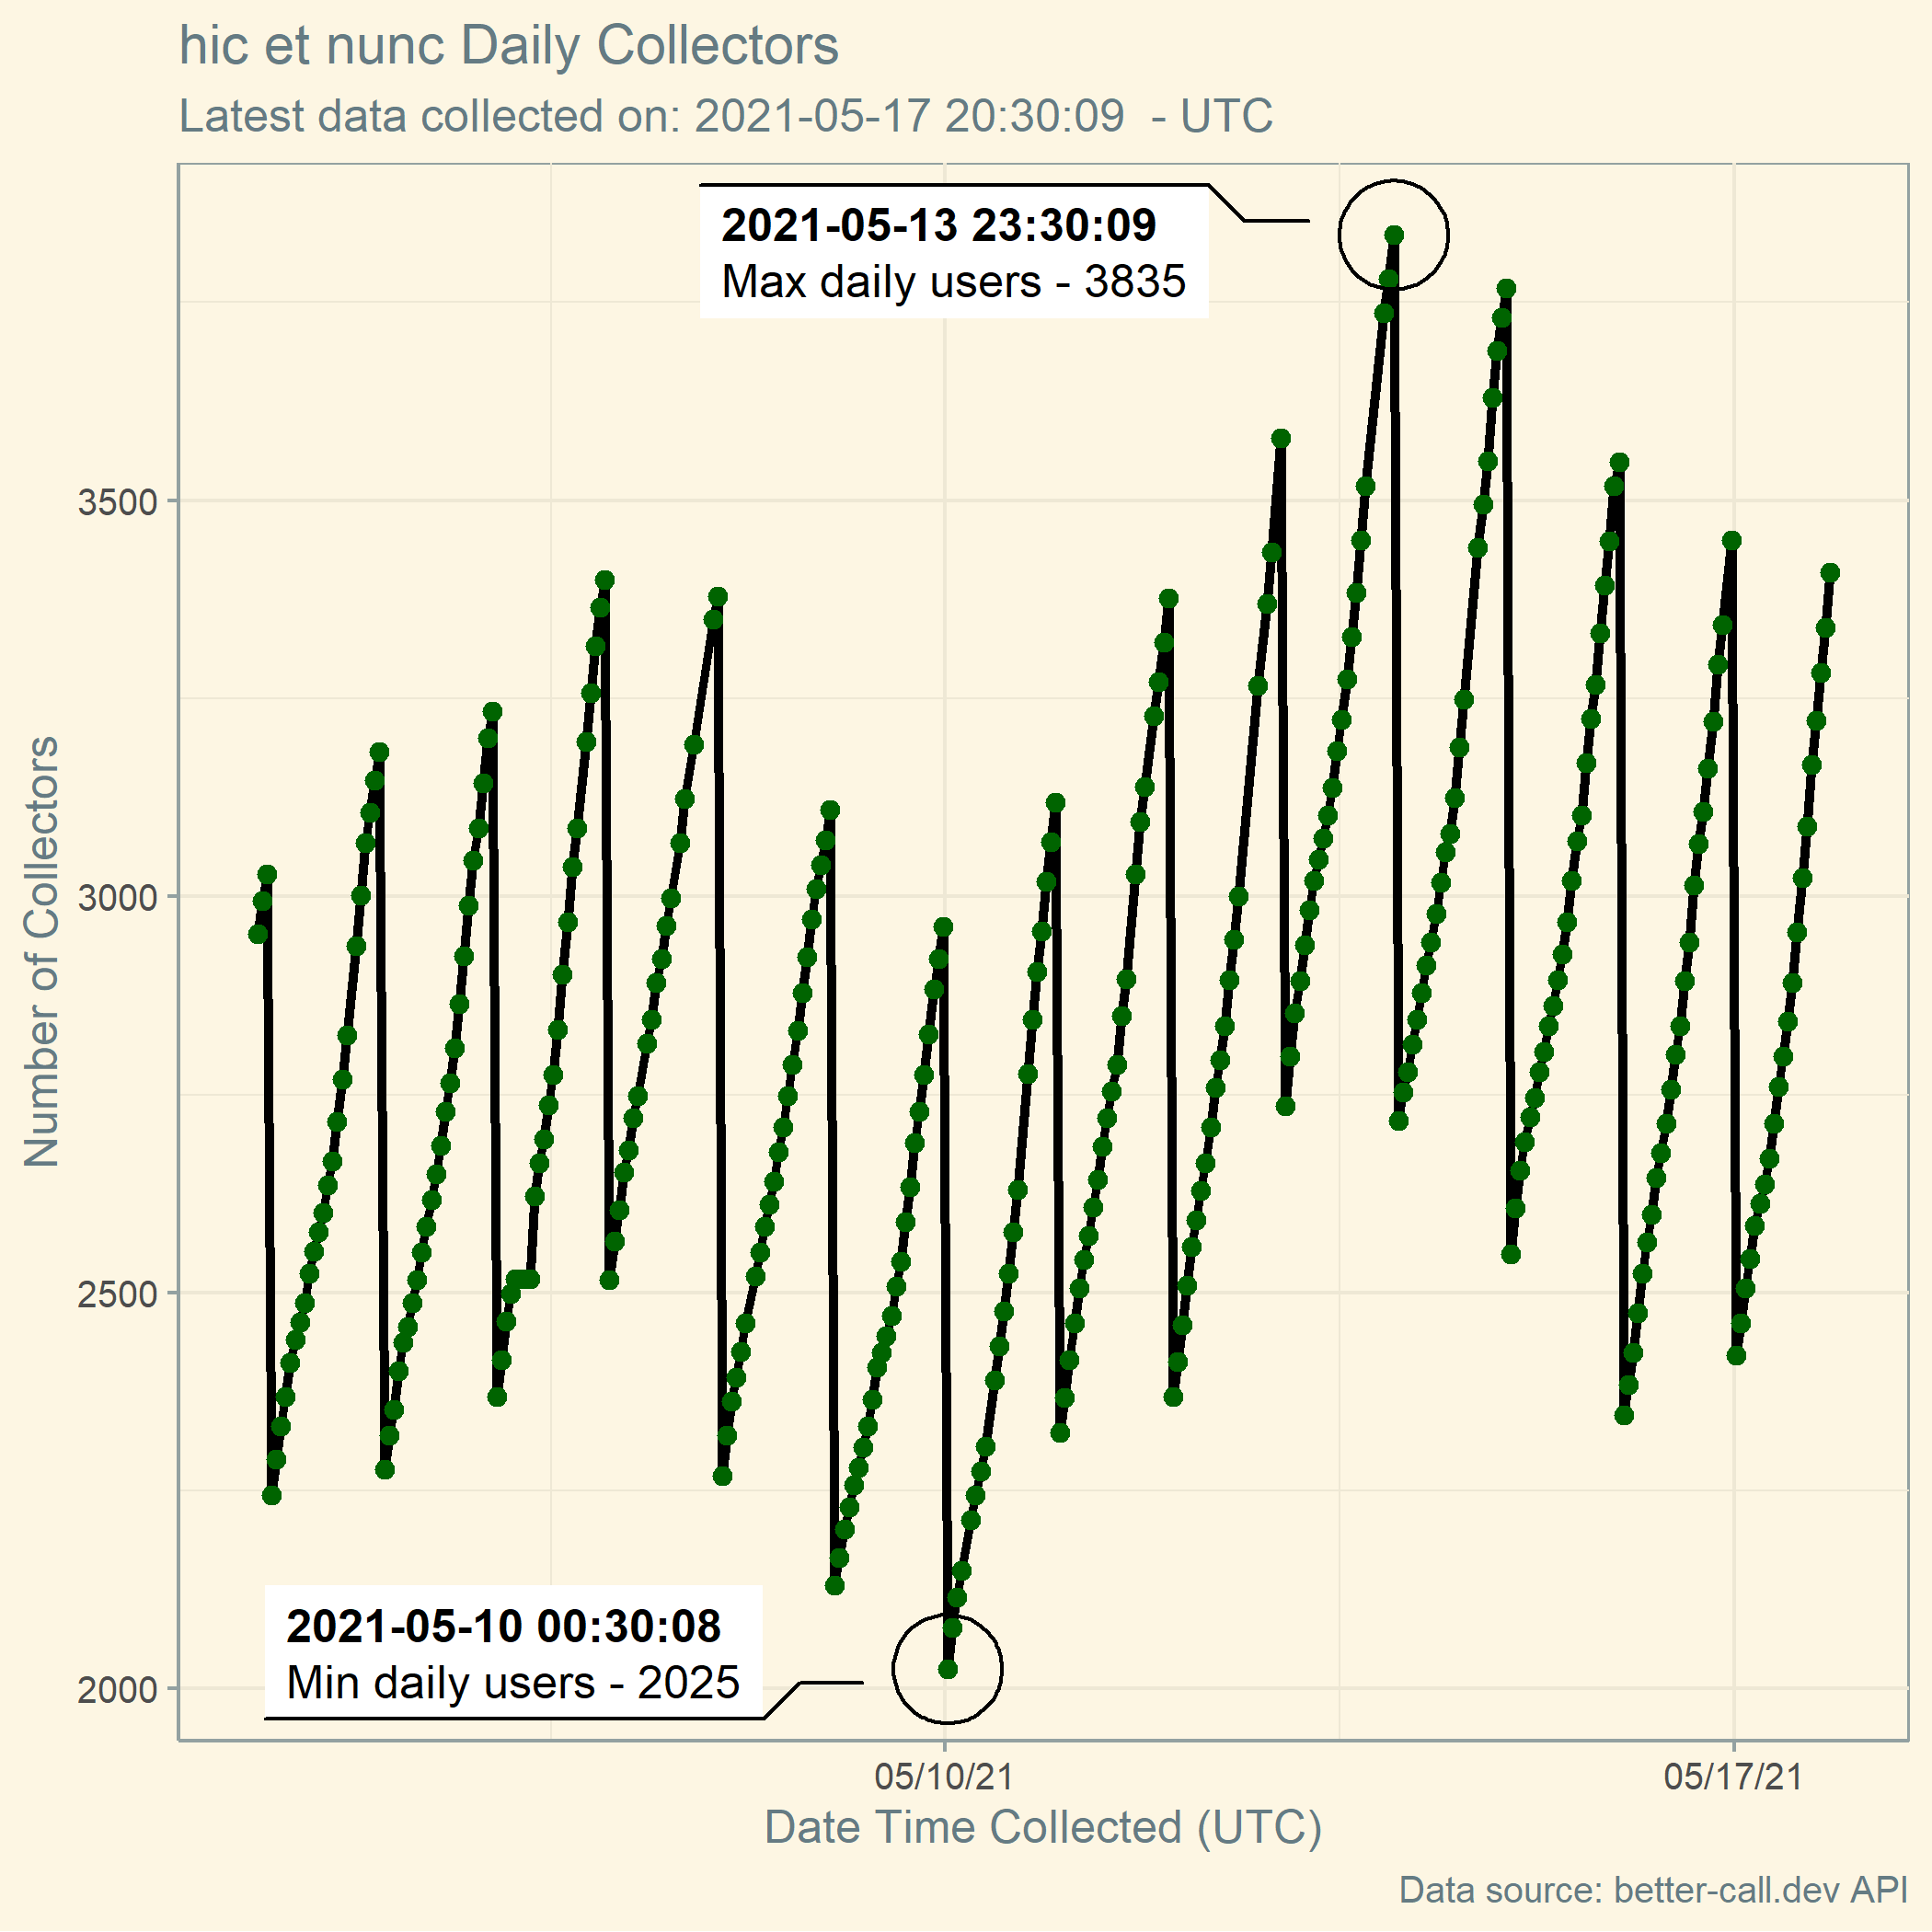 hic et nunc Daily Collectors
Latest data collected on: 2021-05-17 20:30:09 - UTC
2021-05-13 23:30:09
Max daily users - 3835
3500
3000
2500
2000
Number of Collectors
2021-05-10 00:30:08
Min daily users - 2025
05/10/21
05/17/21
Date Time Collected (UTC)
Data source: better-call.dev API